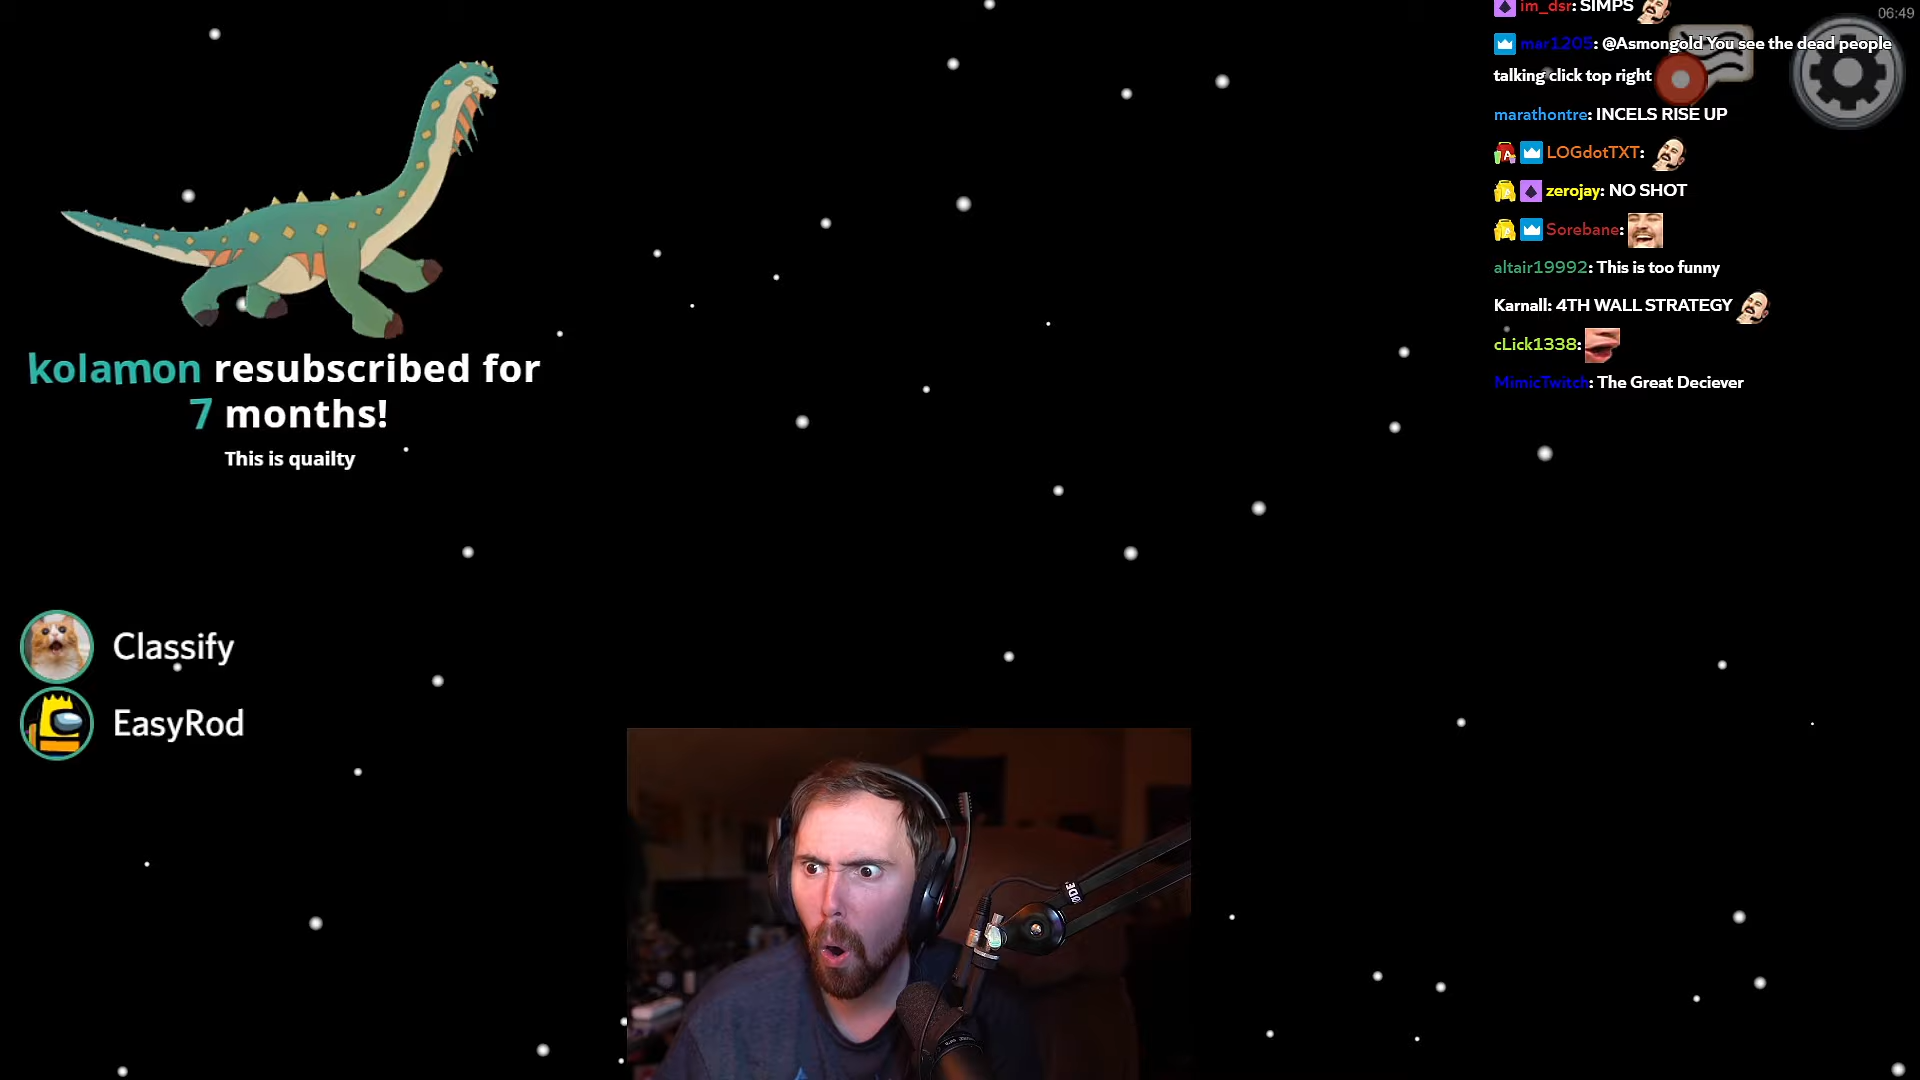 06:49
im_dsr: SIMPS
mar1205: @Asmongold You see the dead people
talking click top right
marathontre: INCELS RISE UP
LOGdotTXT:
zerojay: NO SHOT
Sorebane:
altair19992: This is too funny
Karnall: 4TH WALL STRATEGY
cLick1338:
MimicTwitch: The Great Deciever
kolamon resubscribed for
7 months!
This is quailty
Classify
EasyRod